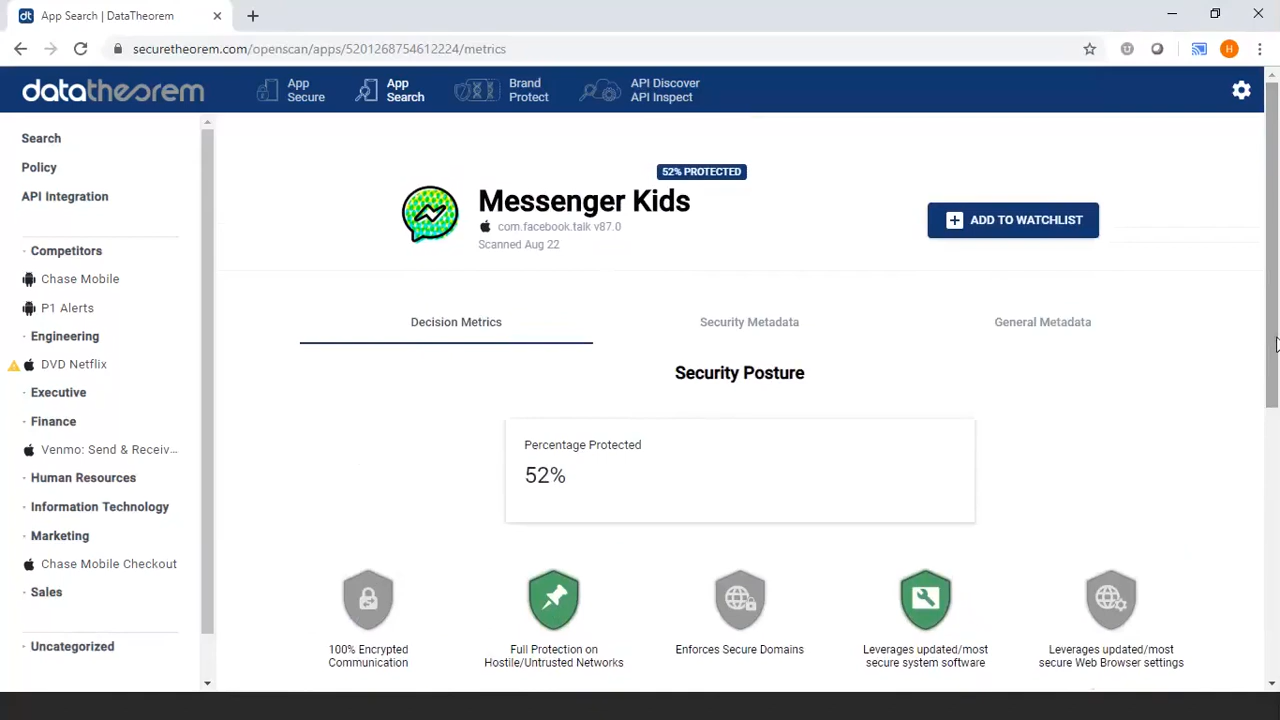 App Search | DataTheorem
securetheorem.com/openscan/apps/5201268754612224/metrics
H
datatheorem
App
Secure
App
Search
Brand
Protect
API Discover
API Inspect
Search
Policy
API Integration
Competitors
Chase Mobile
P1 Alerts
Engineering
DVD Netflix
Executive
Finance
Venmo: Send & Receiv...
Human Resources
Information Technology
Marketing
Chase Mobile Checkout
Sales
Uncategorized
52% PROTECTED
Messenger Kids
com.facebook.talk v87.0
Scanned Aug 22
ADD TO WATCHLIST
Decision Metrics
Security Metadata
General Metadata
Security Posture
Percentage Protected
52%
100% Encrypted
Communication
Full Protection on
Hostile/Untrusted Networks
Enforces Secure Domains
Leverages updated/most
secure system software
Leverages updated/most
secure Web Browser settings